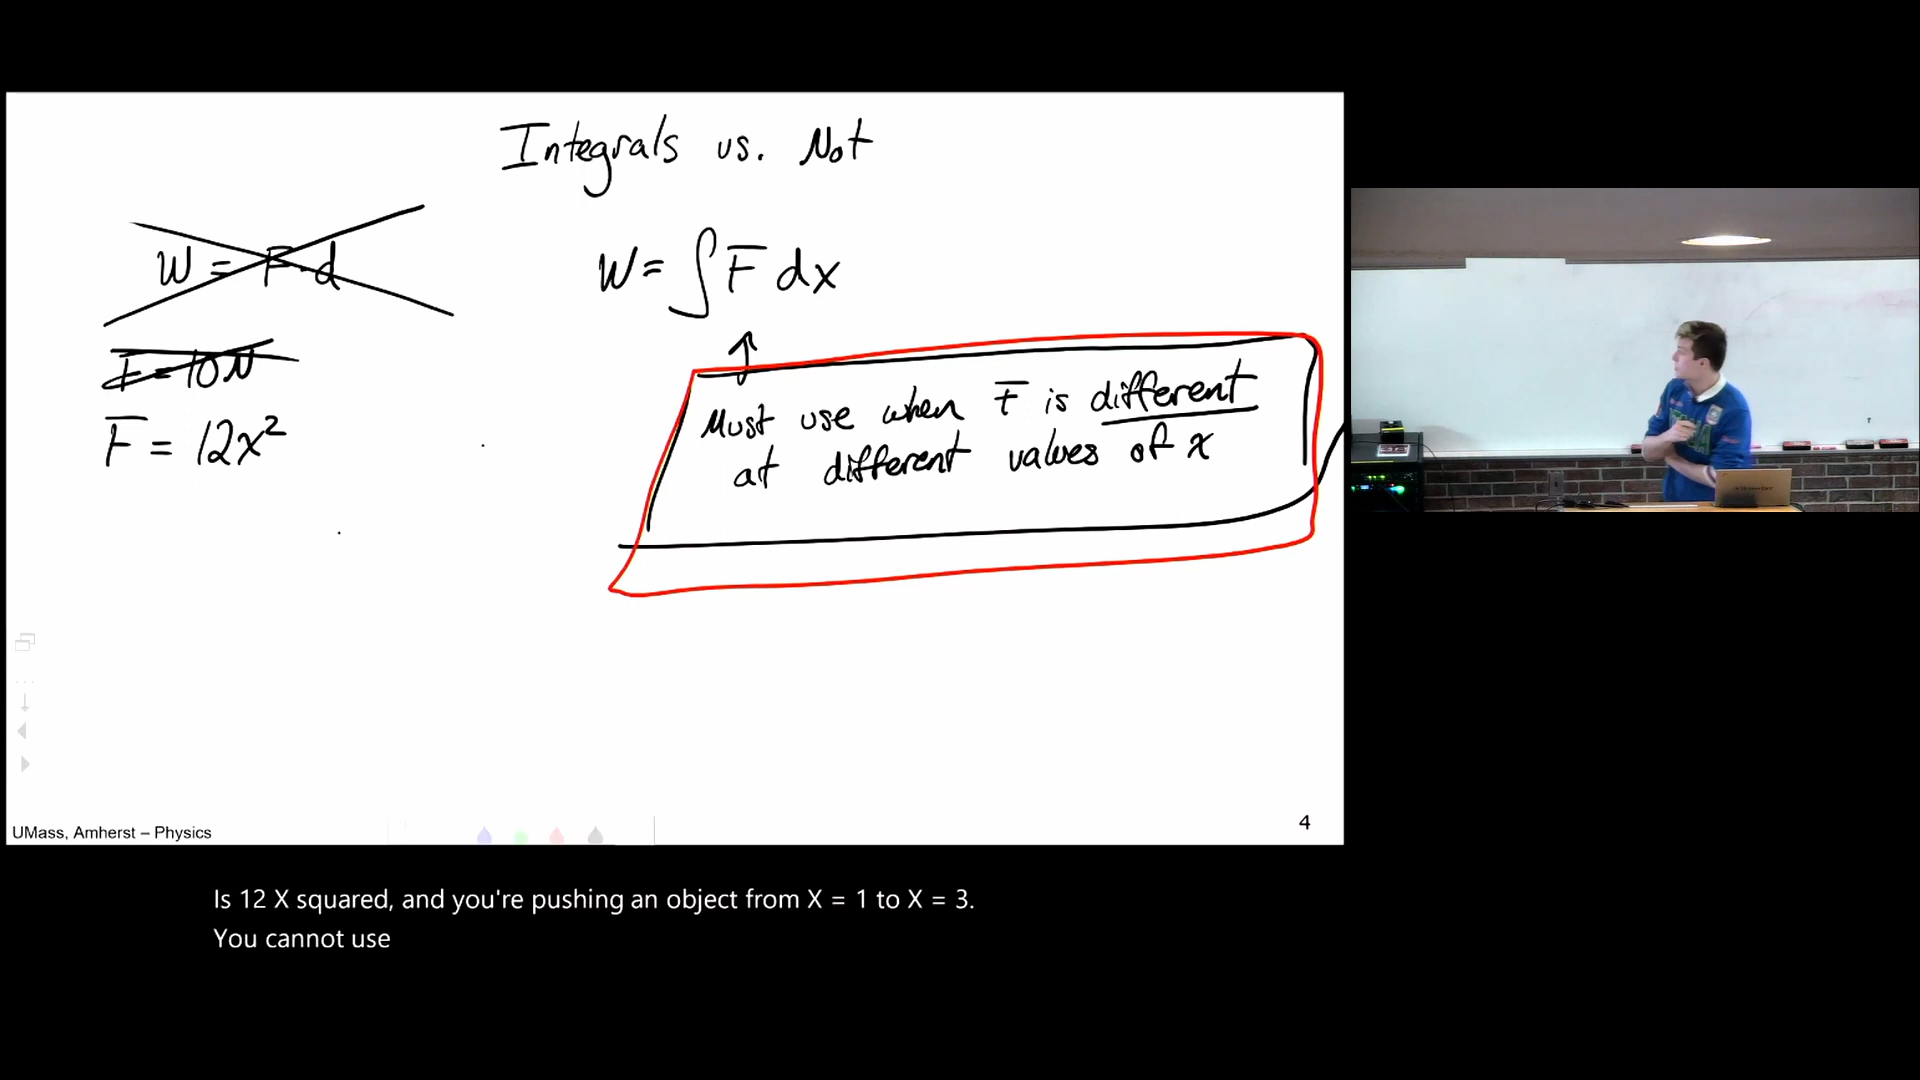 Integrals vs. Not
W = F·d
W = ∫ F dx
F = 10N
F = 12x²
Must use when F is different
at different values of x
UMass, Amherst – Physics
4
Is 12 X squared, and you're pushing an object from X = 1 to X = 3.
You cannot use